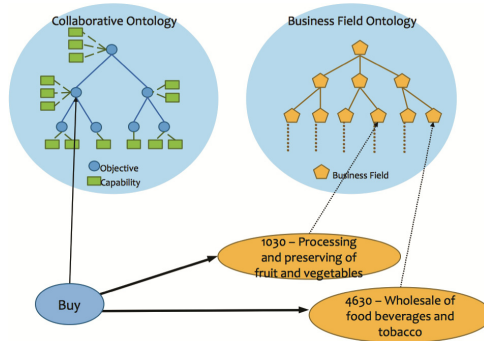 Collaborative Ontology
Business Field Ontology
Objective
Capability
Business Field
1030 – Processing
and preserving of
fruit and vegetables
Buy
4630 – Wholesale of
food beverages and
tobacco